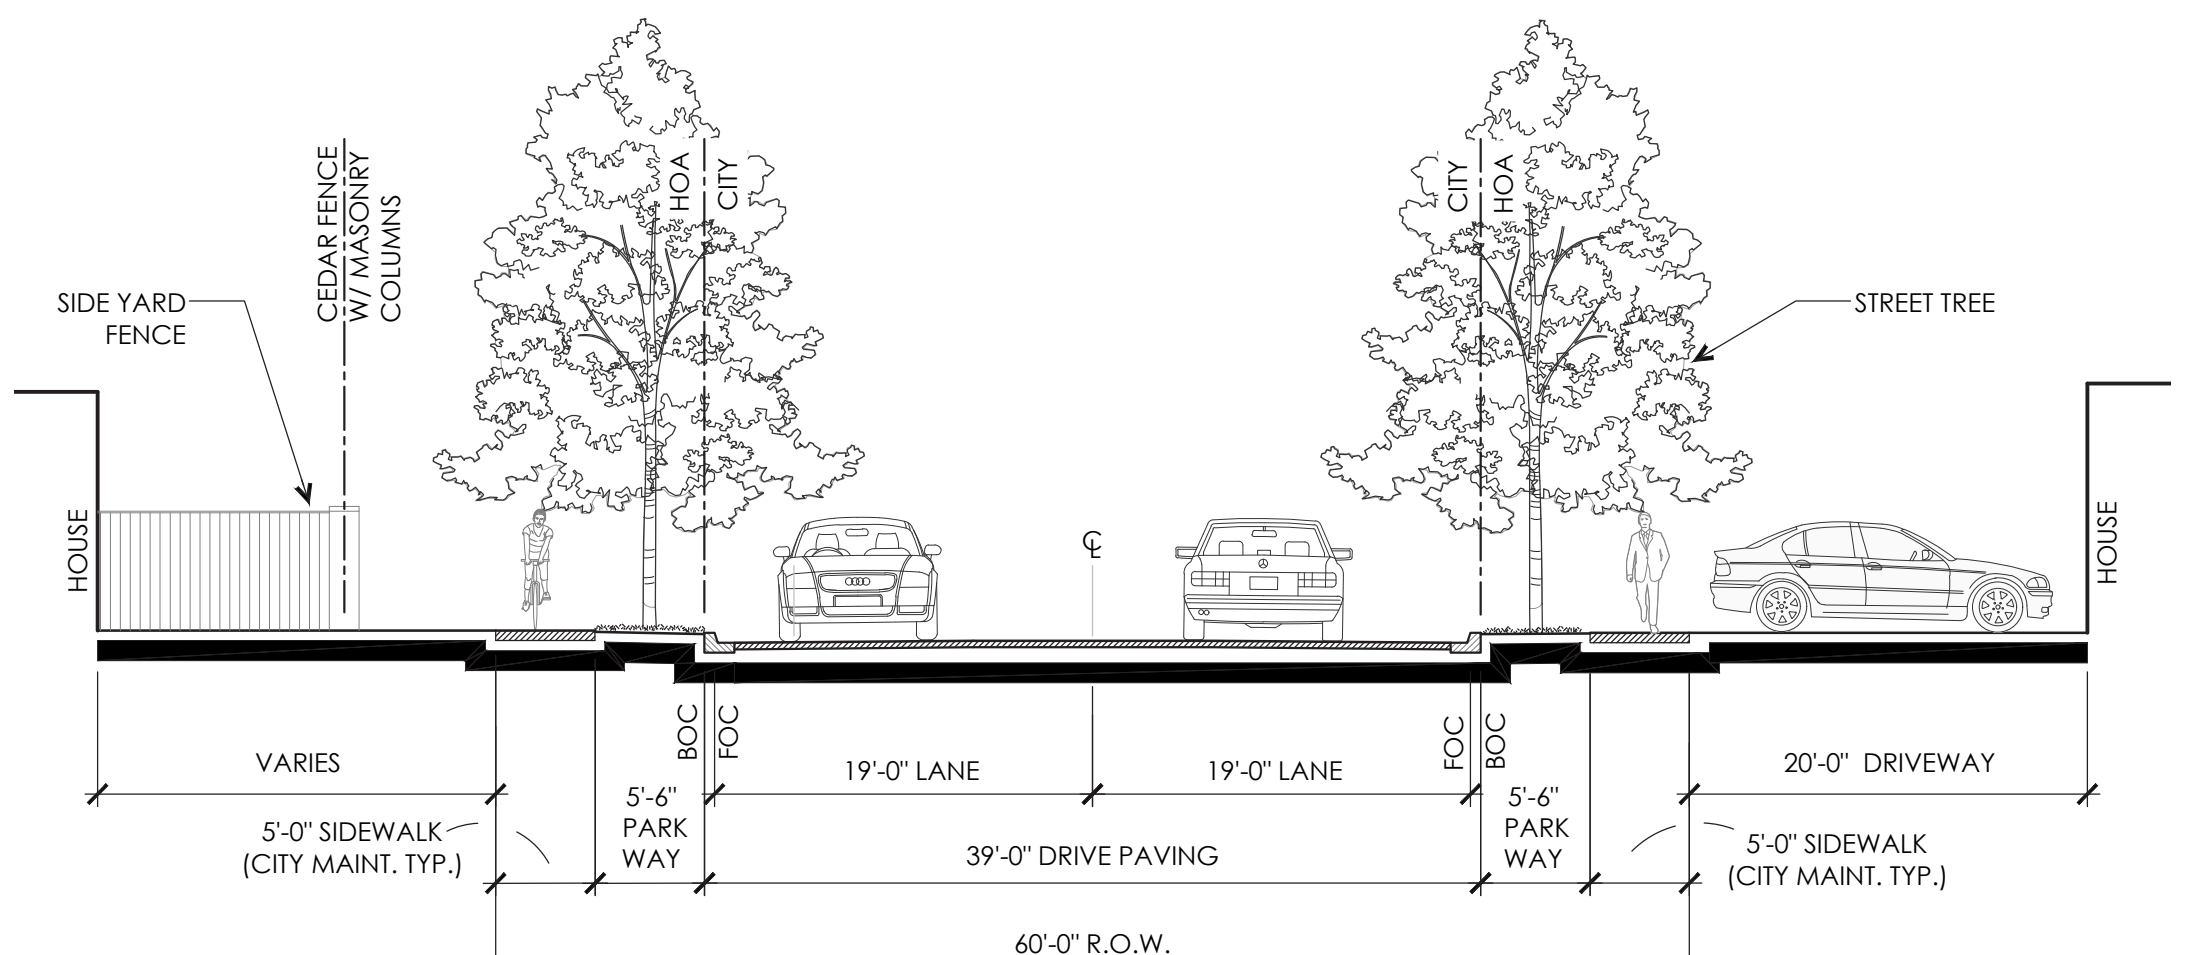 CEDAR FENCE
W/ MASONRY
COLUMNS
HOA
CITY
CITY
HOA
SIDE YARD
FENCE
STREET TREE
HOUSE
℄
HOUSE
BOC
FOC
FOC
BOC
VARIES
19'-0" LANE
19'-0" LANE
20'-0" DRIVEWAY
5'-6"
PARK
WAY
5'-6"
PARK
WAY
5'-0" SIDEWALK
(CITY MAINT. TYP.)
39'-0" DRIVE PAVING
5'-0" SIDEWALK
(CITY MAINT. TYP.)
60'-0" R.O.W.